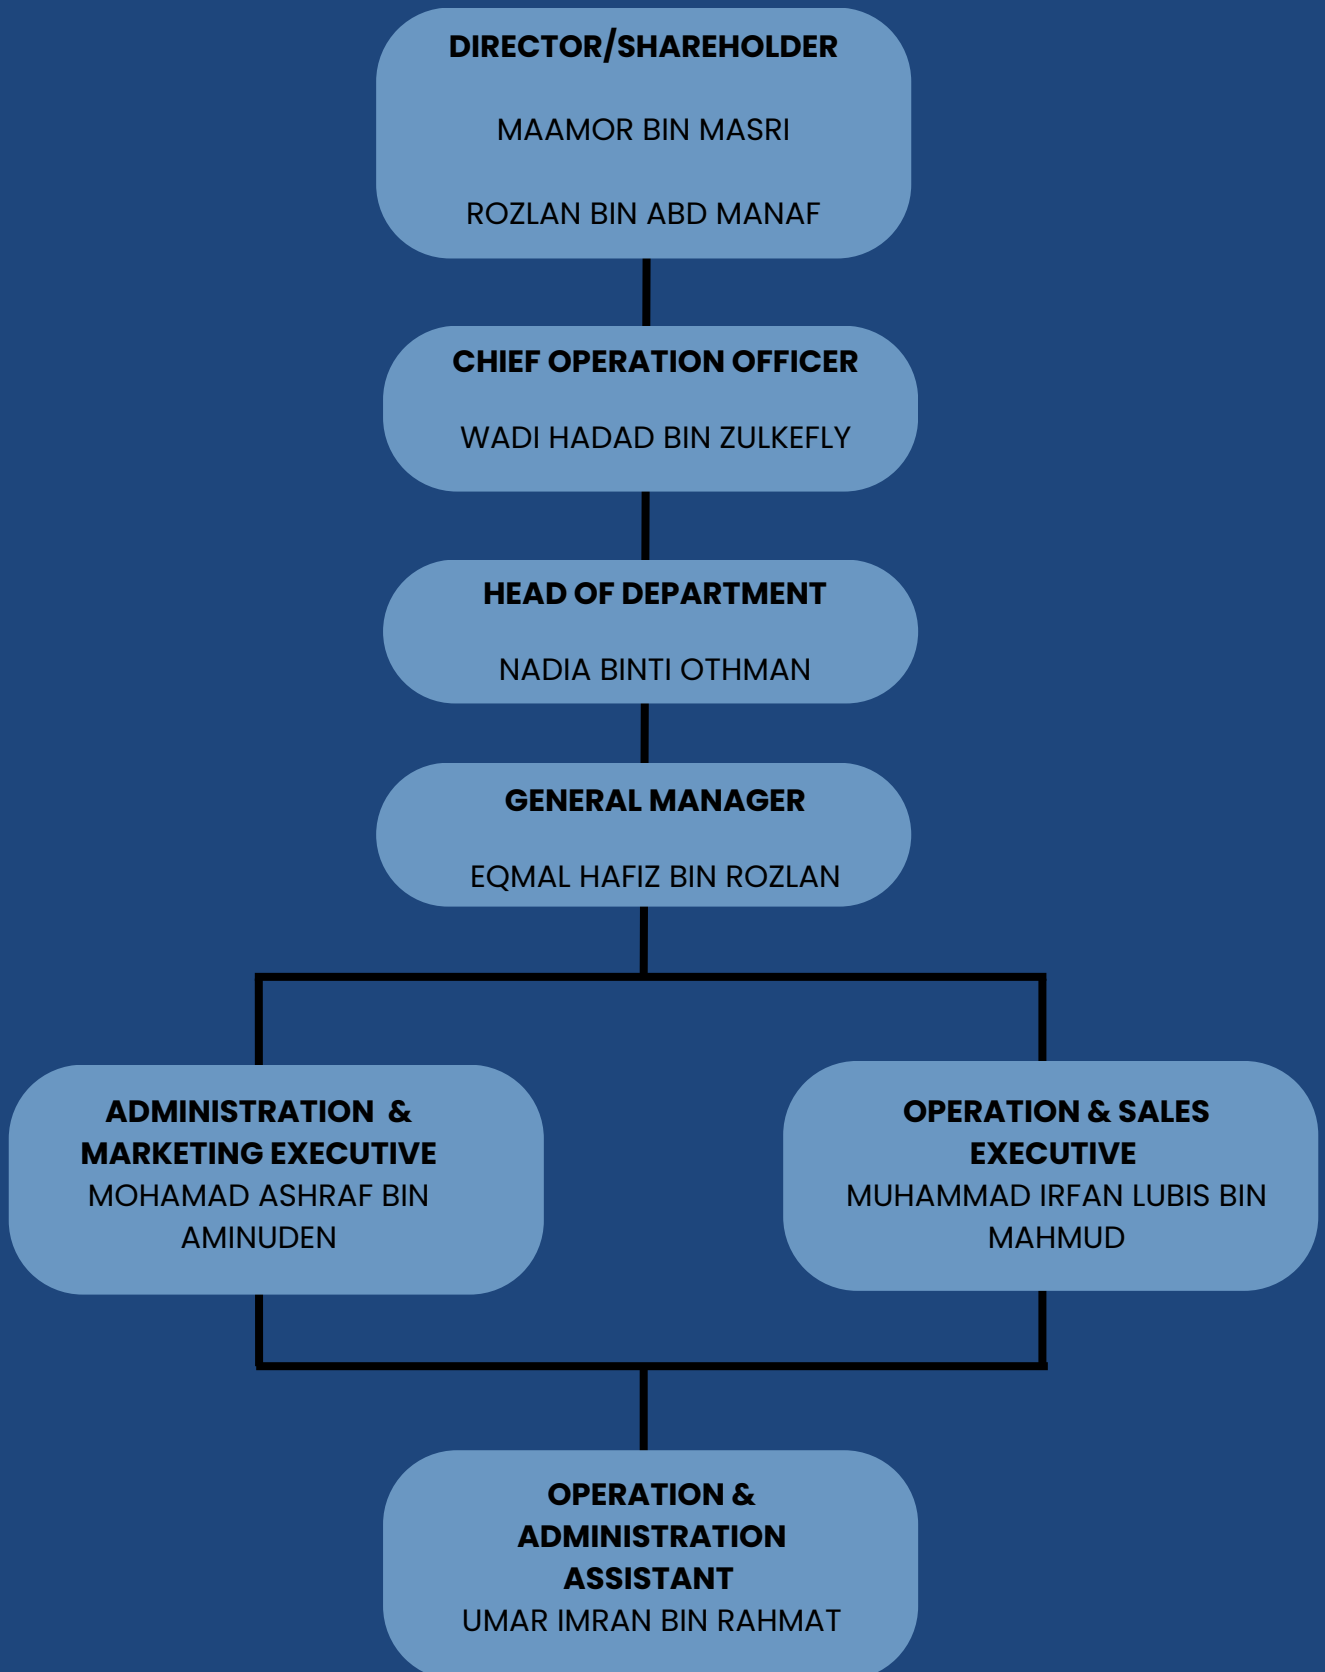 DIRECTOR/SHAREHOLDER
MAAMOR BIN MASRI
ROZLAN BIN ABD MANAF
CHIEF OPERATION OFFICER
WADI HADAD BIN ZULKEFLY
HEAD OF DEPARTMENT
NADIA BINTI OTHMAN
GENERAL MANAGER
EQMAL HAFIZ BIN ROZLAN
ADMINISTRATION &
MARKETING EXECUTIVE
MOHAMAD ASHRAF BIN
AMINUDEN
OPERATION & SALES
EXECUTIVE
MUHAMMAD IRFAN LUBIS BIN
MAHMUD
OPERATION &
ADMINISTRATION
ASSISTANT
UMAR IMRAN BIN RAHMAT